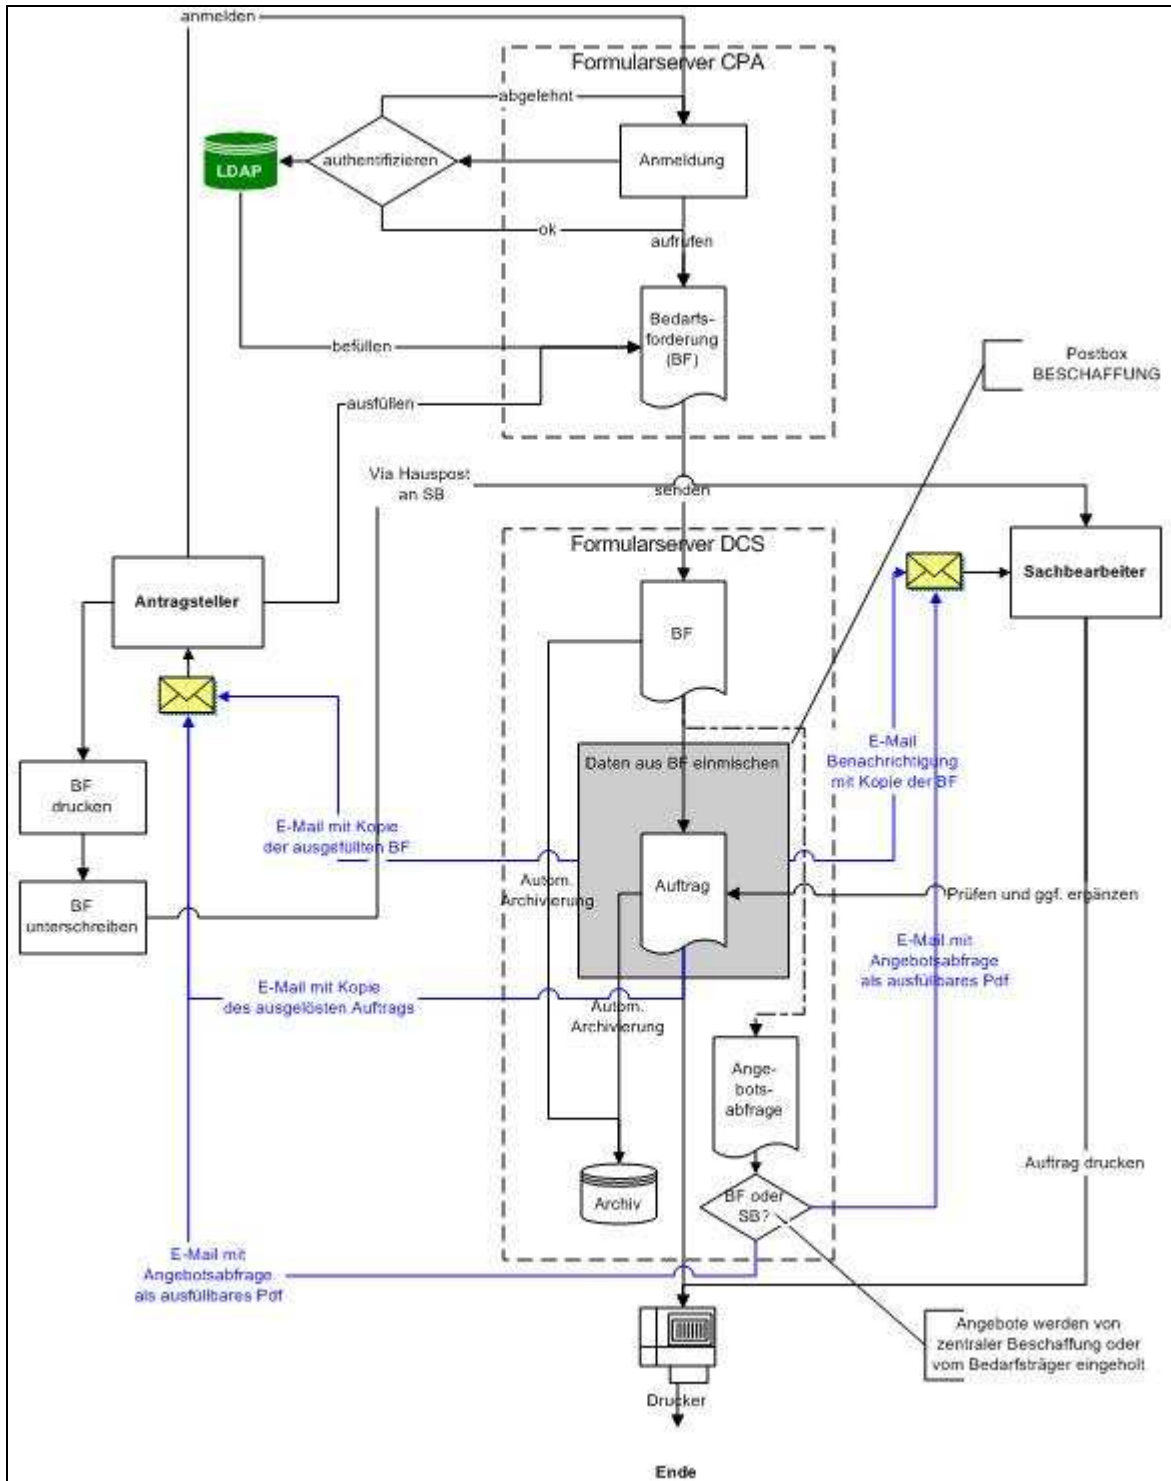 anmelden
Formularserver CPA
abgelehnt
LDAP
authentifizieren
Anmeldung
ok
aufrufen
Bedarfs-
forderung
(BF)
befüllen
Postbox
BESCHAFFUNG
ausfüllen
Via Hauspost
an SB
senden
Formularserver DCS
Antragsteller
BF
Sachbearbeiter
E-Mail
Benachrichtigung
mit Kopie der BF
Daten aus BF einmischen
BF
drucken
E-Mail mit Kopie
der ausgefüllten BF
Autom.
Archivierung
Auftrag
Prüfen und ggf. ergänzen
BF
unterschreiben
E-Mail mit
Angebotsabfrage
als ausfüllbares Pdf
E-Mail mit Kopie
des ausgelösten Auftrags
Autom.
Archivierung
Ange-
bots-
abfrage
Auftrag drucken
Archiv
BF oder
SB?
E-Mail mit
Angebotsabfrage
als ausfüllbares Pdf
Angebote werden von
zentraler Beschaffung oder
vom Bedarfsträger eingeholt
Drucker
Ende